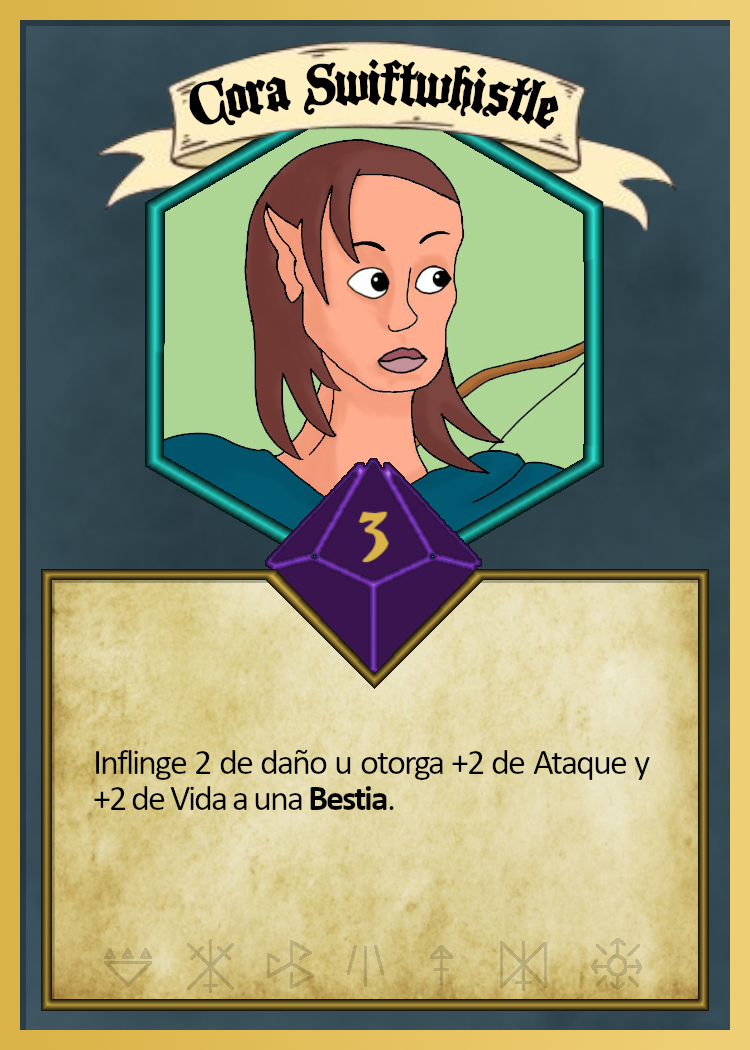 Cora Swiftwhistle
3
Inflinge 2 de daño u otorga +2 de Ataque y
+2 de Vida a una Bestia.